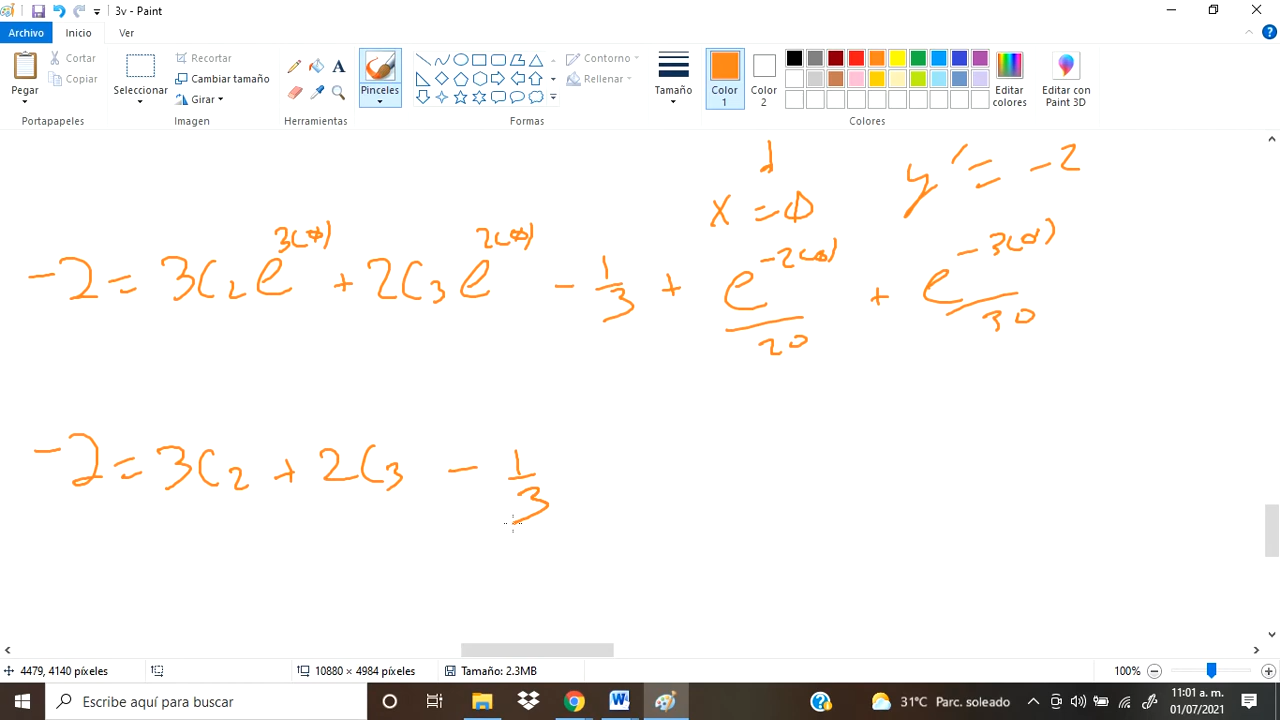 3v - Paint
Archivo Inicio Ver
Pegar Cortar Copiar Seleccionar Recortar Cambiar tamaño Girar A Pinceles Contorno Rellenar Tamaño Color 1 Color 2 Editar colores Editar con Paint 3D
Portapapeles Imagen Herramientas Formas Colores
x = 0 y' = -2
-2 = 3C₂e^{3(0)} + 2C₃e^{2(0)} - 1/3 + e^{-2(0)}/20 + e^{-3(0)}/30
-2 = 3C₂ + 2C₃ - 1/3
4479, 4140 píxeles 10880 × 4984 píxeles Tamaño: 2.3MB 100%
Escribe aquí para buscar 31°C Parc. soleado 11:01 a. m.
01/07/2021